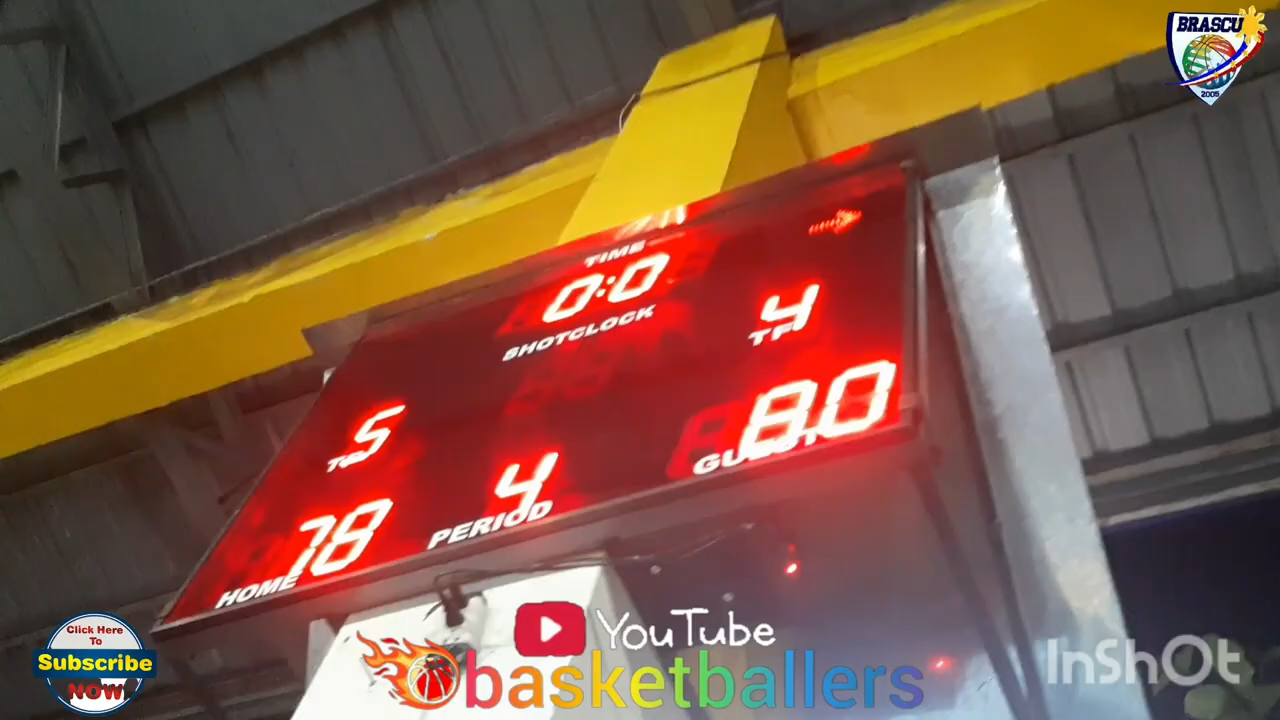 BRASCU
2005
TIME
0:0
SHOTCLOCK
4
TF
5
TF
80
GUEST
4
PERIOD
78
HOME
Click Here
To
Subscribe
NOW
YouTube
basketballers
InShOt